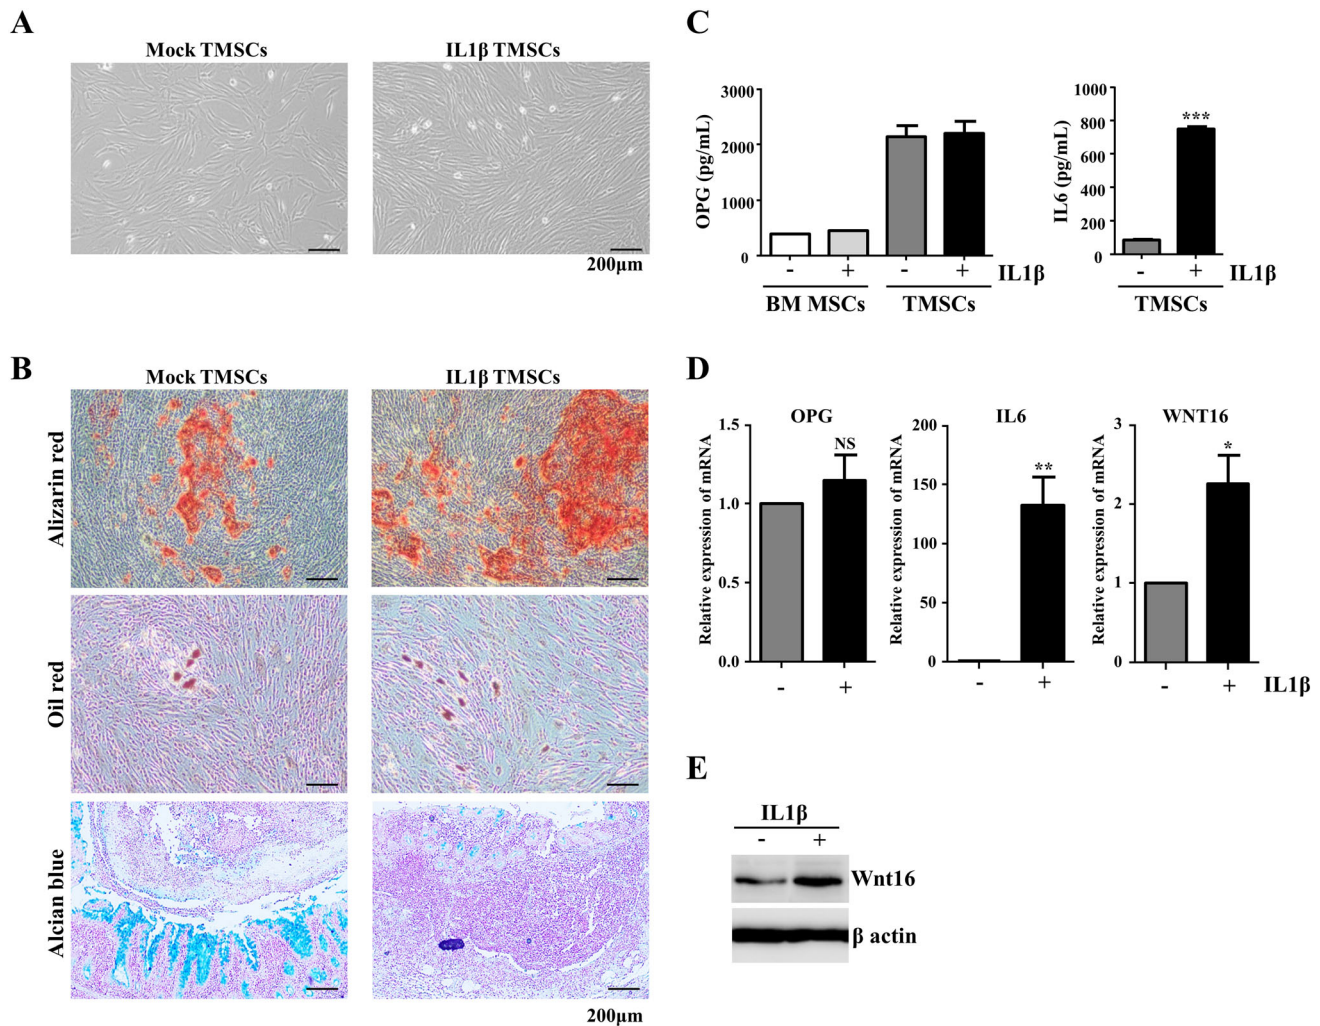 A
Mock TMSCs
IL1β TMSCs
200μm
B
Mock TMSCs
IL1β TMSCs
Alizarin red
Oil red
Alcian blue
200μm
C
OPG (pg/mL)
3000
2000
1000
0
- + - + IL1β
BM MSCs TMSCs
IL6 (pg/mL)
1000
800
600
400
200
0
***
- + IL1β
TMSCs
D
OPG
Relative expression of mRNA
1.5
1.0
0.5
0.0
NS
- +
IL6
Relative expression of mRNA
200
150
100
50
0
**
- +
WNT16
Relative expression of mRNA
3
2
1
0
*
- + IL1β
E
IL1β
- +
Wnt16
β actin